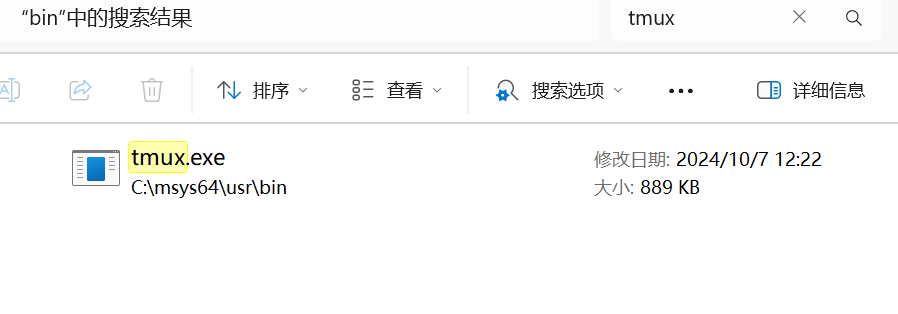 "bin"中的搜索结果
tmux
排序
查看
搜索选项
详细信息
tmux.exe
修改日期: 2024/10/7 12:22
C:\msys64\usr\bin
大小: 889 KB